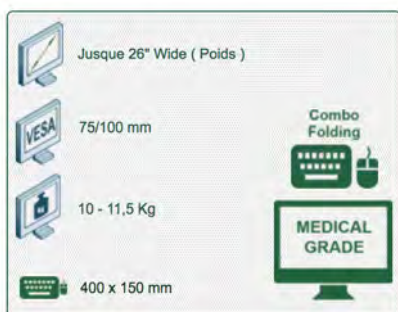 Jusque 26" Wide ( Poids )
VESA
75/100 mm
KG
10 - 11,5 Kg
400 x 150 mm
Combo
Folding
MEDICAL
GRADE